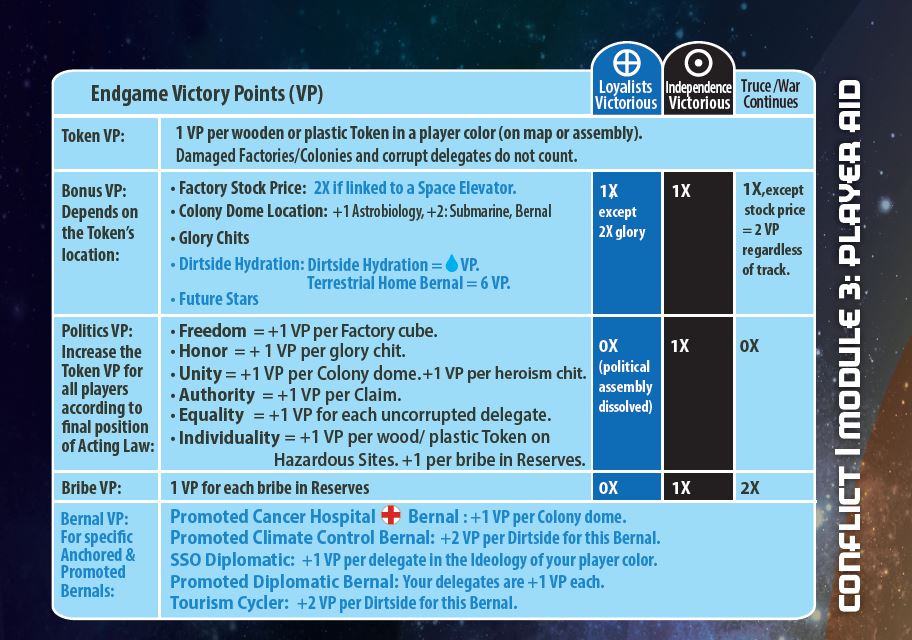 Endgame Victory Points (VP)
Loyalists
Victorious
Independence
Victorious
Truce /War
Continues
Token VP:
1 VP per wooden or plastic Token in a player color (on map or assembly).
Damaged Factories/Colonies and corrupt delegates do not count.
Bonus VP:
Depends on
the Token's
location:
• Factory Stock Price: 2X if linked to a Space Elevator.
• Colony Dome Location: +1 Astrobiology, +2: Submarine, Bernal
• Glory Chits
• Dirtside Hydration: Dirtside Hydration = 💧VP.
Terrestrial Home Bernal = 6 VP.
• Future Stars
1X
except
2X glory
1X
1X, except
stock price
= 2 VP
regardless
of track.
Politics VP:
Increase the
Token VP for
all players
according to
final position
of Acting Law:
• Freedom = +1 VP per Factory cube.
• Honor = + 1 VP per glory chit.
• Unity = +1 VP per Colony dome.+1 VP per heroism chit.
• Authority = +1 VP per Claim.
• Equality = +1 VP for each uncorrupted delegate.
• Individuality = +1 VP per wood/ plastic Token on
Hazardous Sites. +1 per bribe in Reserves.
0X
(political
assembly
dissolved)
1X
0X
Bribe VP:
1 VP for each bribe in Reserves
0X
1X
2X
Bernal VP:
For specific
Anchored &
Promoted
Bernals:
Promoted Cancer Hospital Bernal : +1 VP per Colony dome.
Promoted Climate Control Bernal: +2 VP per Dirtside for this Bernal.
SSO Diplomatic: +1 VP per delegate in the Ideology of your player color.
Promoted Diplomatic Bernal: Your delegates are +1 VP each.
Tourism Cycler: +2 VP per Dirtside for this Bernal.
CONFLICT | MODULE 3: PLAYER AID